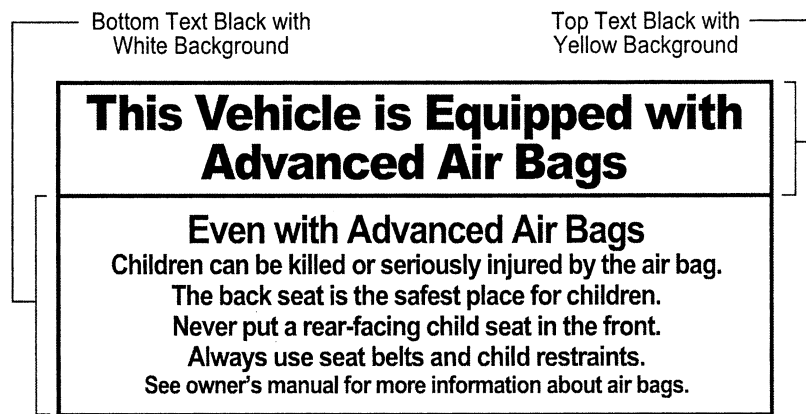 Bottom Text Black with
White Background
Top Text Black with
Yellow Background
This Vehicle is Equipped with
Advanced Air Bags
Even with Advanced Air Bags
Children can be killed or seriously injured by the air bag.
The back seat is the safest place for children.
Never put a rear-facing child seat in the front.
Always use seat belts and child restraints.
See owner's manual for more information about air bags.